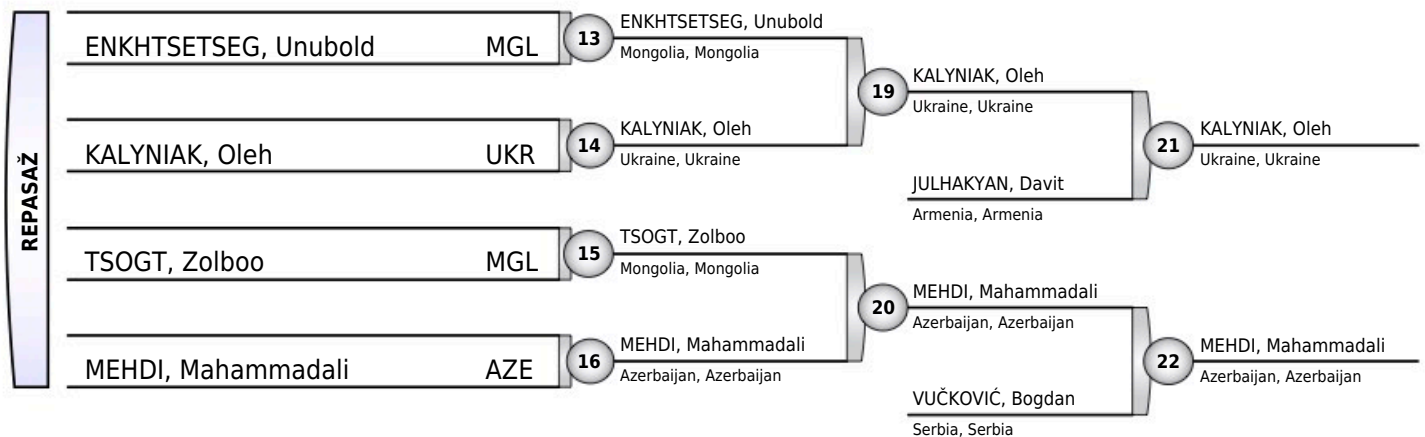 REPASAŽ
ENKHTSETSEG, Unubold MGL
KALYNIAK, Oleh UKR
TSOGT, Zolboo MGL
MEHDI, Mahammadali AZE
13
ENKHTSETSEG, Unubold
Mongolia, Mongolia
14
KALYNIAK, Oleh
Ukraine, Ukraine
15
TSOGT, Zolboo
Mongolia, Mongolia
16
MEHDI, Mahammadali
Azerbaijan, Azerbaijan
19
KALYNIAK, Oleh
Ukraine, Ukraine
JULHAKYAN, Davit
Armenia, Armenia
20
MEHDI, Mahammadali
Azerbaijan, Azerbaijan
VUČKOVIĆ, Bogdan
Serbia, Serbia
21
KALYNIAK, Oleh
Ukraine, Ukraine
22
MEHDI, Mahammadali
Azerbaijan, Azerbaijan